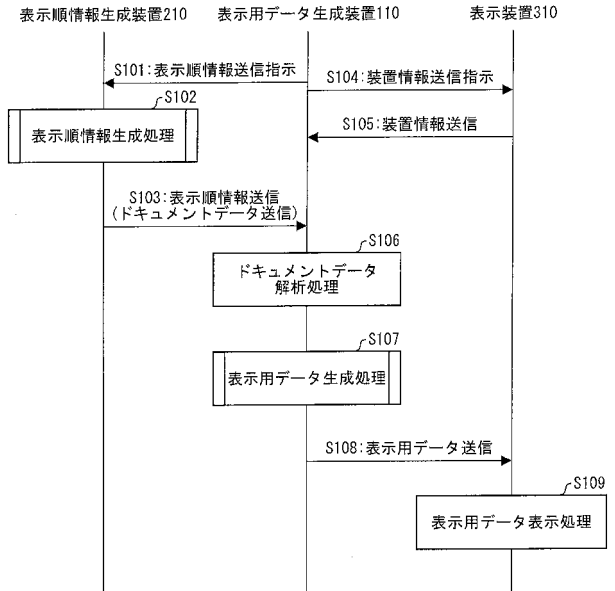 表示順情報生成装置210
表示用データ生成装置110
表示装置310
S101:表示順情報送信指示
S104:装置情報送信指示
S102
表示順情報生成処理
S105:装置情報送信
S103:表示順情報送信
(ドキュメントデータ送信)
S106
ドキュメントデータ
解析処理
S107
表示用データ生成処理
S108:表示用データ送信
S109
表示用データ表示処理